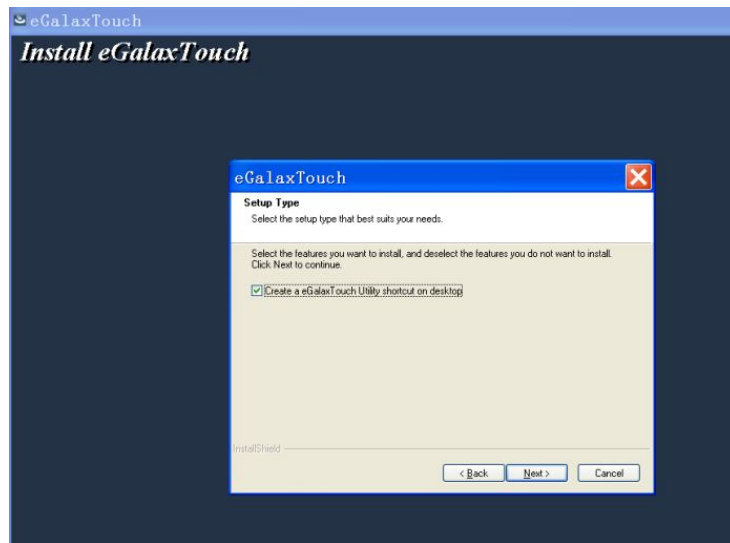 eGalaxTouch
Install eGalaxTouch
eGalaxTouch
Setup Type
Select the setup type that best suits your needs.
Select the features you want to install, and deselect the features you do not want to install.
Click Next to continue.
Create a eGalaxTouch Utility shortcut on desktop
InstallShield
< Back Next > Cancel